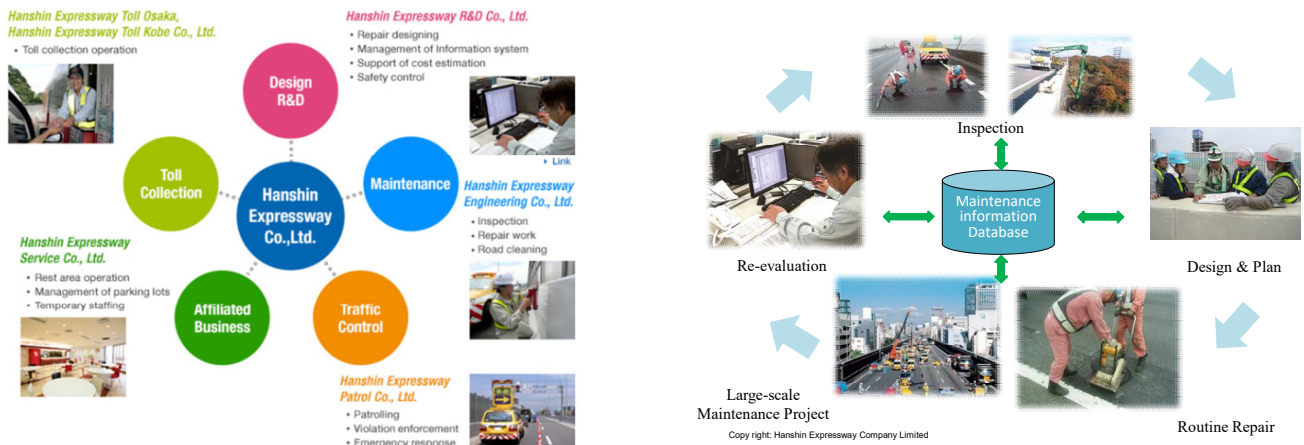 Hanshin Expressway Toll Osaka,
Hanshin Expressway Toll Kobe Co., Ltd.
• Toll collection operation
Hanshin Expressway R&D Co., Ltd.
• Repair designing
• Management of Information system
• Support of cost estimation
• Safety control
Link
Design
R&D
Toll
Collection
Maintenance
Hanshin
Expressway
Co.,Ltd.
Hanshin Expressway
Engineering Co., Ltd.
• Inspection
• Repair work
• Road cleaning
Hanshin Expressway
Service Co., Ltd.
• Rest area operation
• Management of parking lots
• Temporary staffing
Affiliated
Business
Traffic
Control
Hanshin Expressway
Patrol Co., Ltd.
• Patrolling
• Violation enforcement
• Emergency response
Inspection
Maintenance
information
Database
Re-evaluation
Design & Plan
Large-scale
Maintenance Project
Routine Repair
Copy right: Hanshin Expressway Company Limited